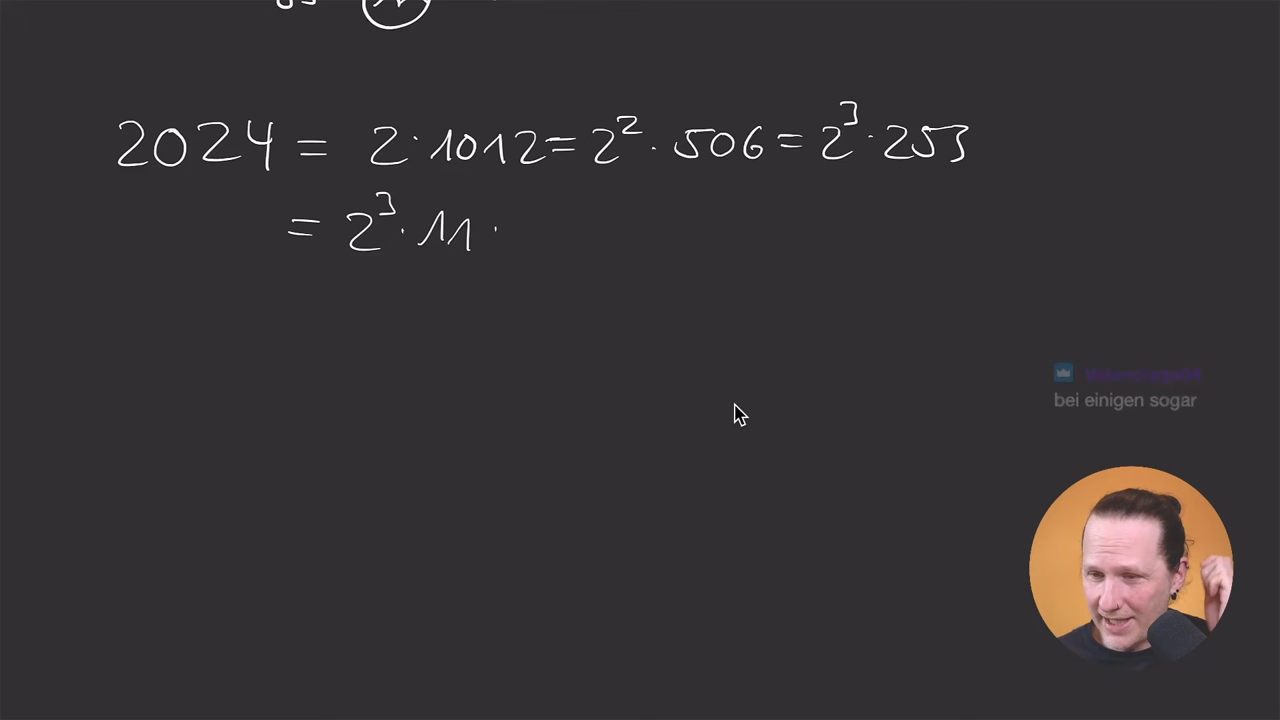 2024 = 2·1012 = 2² · 506 = 2³ · 253
= 2³ · 11 ·
bei einigen sogar